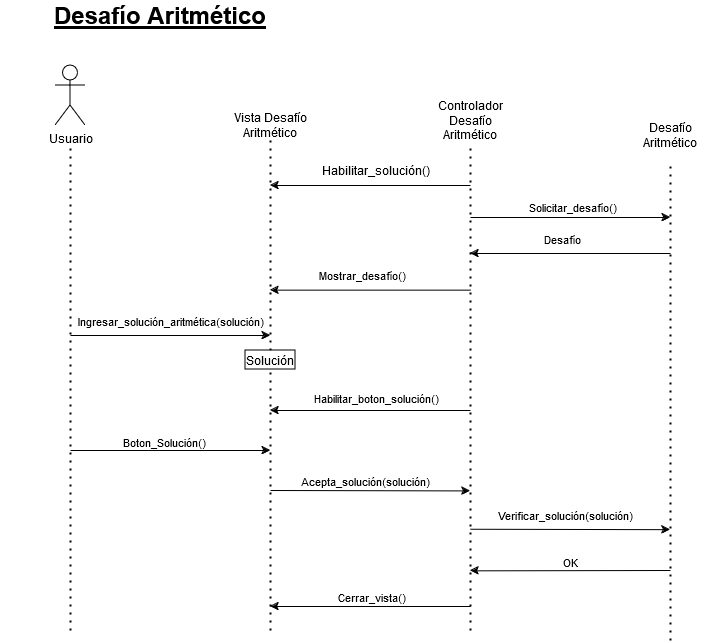 Desafío Aritmético
Usuario
Vista Desafío
Aritmético
Controlador
Desafío
Aritmético
Desafío
Aritmético
Habilitar_solución()
Solicitar_desafío()
Desafío
Mostrar_desafío()
Ingresar_solución_aritmética(solución)
Solución
Habilitar_boton_solución()
Boton_Solución()
Acepta_solución(solución)
Verificar_solución(solución)
OK
Cerrar_vista()